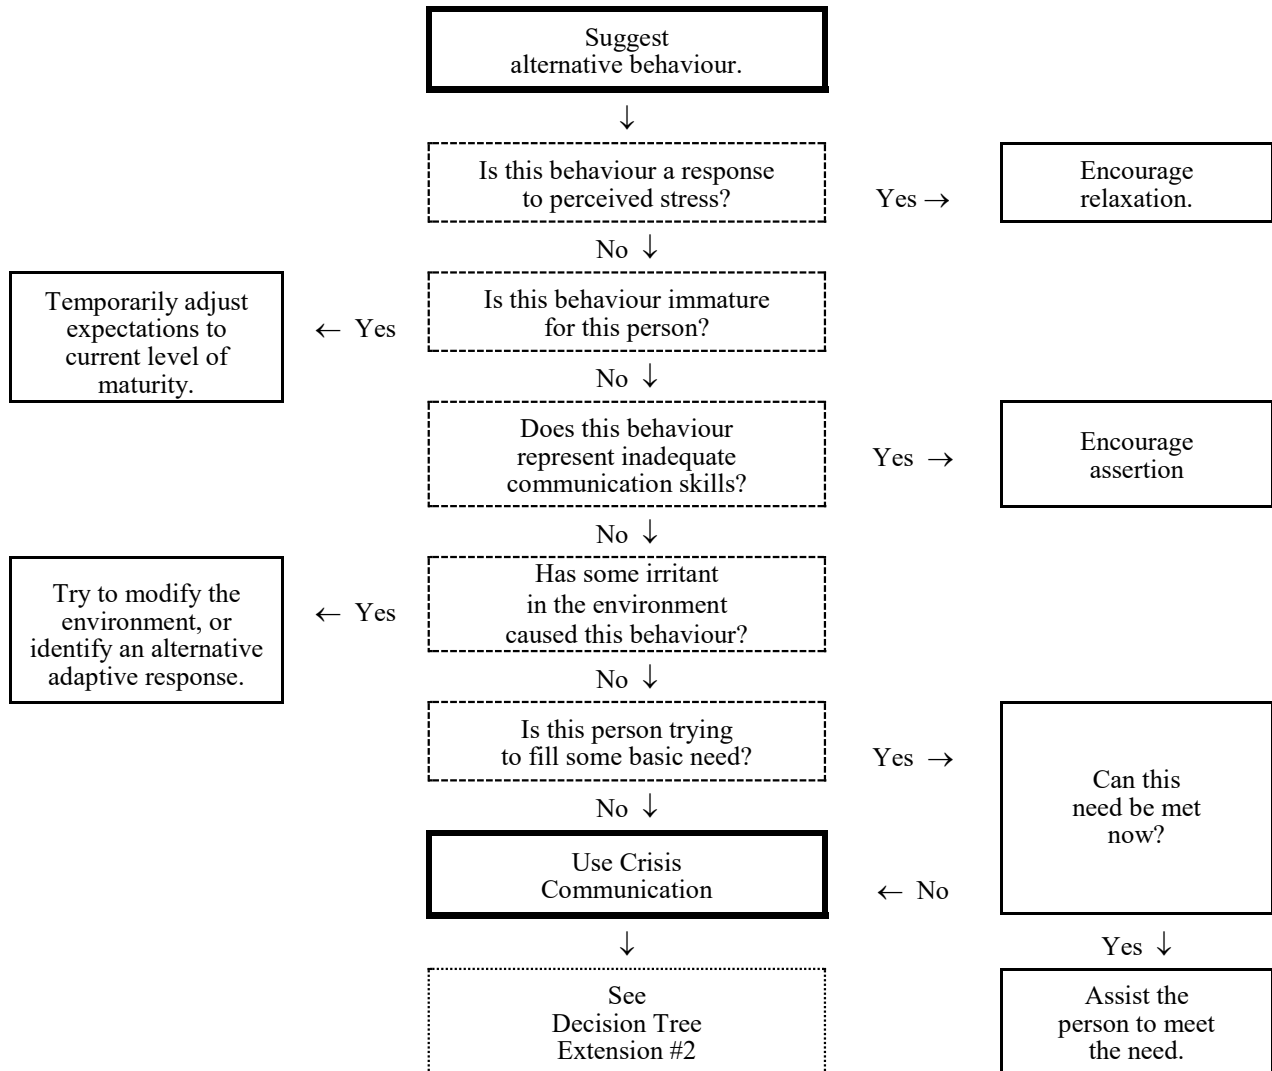 Suggest
alternative behaviour.
↓
Is this behaviour a response
to perceived stress?
Yes →
Encourage
relaxation.
No ↓
Temporarily adjust
expectations to
current level of
maturity.
← Yes
Is this behaviour immature
for this person?
No ↓
Does this behaviour
represent inadequate
communication skills?
Yes →
Encourage
assertion
No ↓
Try to modify the
environment, or
identify an alternative
adaptive response.
← Yes
Has some irritant
in the environment
caused this behaviour?
No ↓
Is this person trying
to fill some basic need?
Yes →
Can this
need be met
now?
No ↓
Use Crisis
Communication
← No
↓
Yes ↓
See
Decision Tree
Extension #2
Assist the
person to meet
the need.